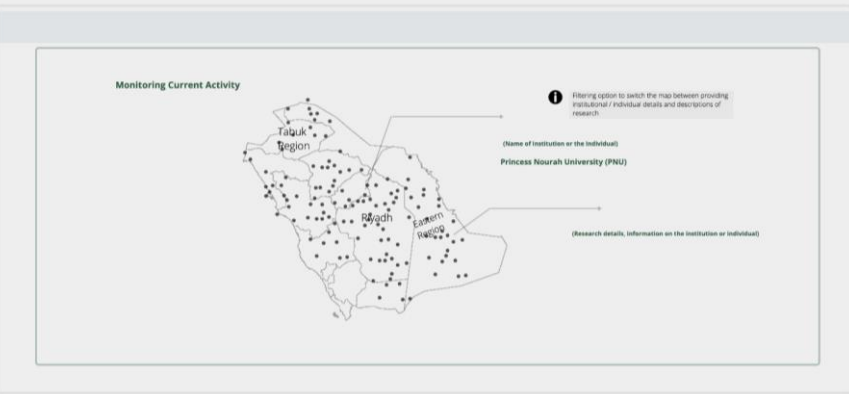 Monitoring Current Activity
Filtering option to switch the map between providing
institutional / individual details and descriptions of
research
Tabuk
Region
(Name of institution or the individual)
Princess Nourah University (PNU)
Riyadh
Eastern
Region
(Research details, information on the institution or individual)